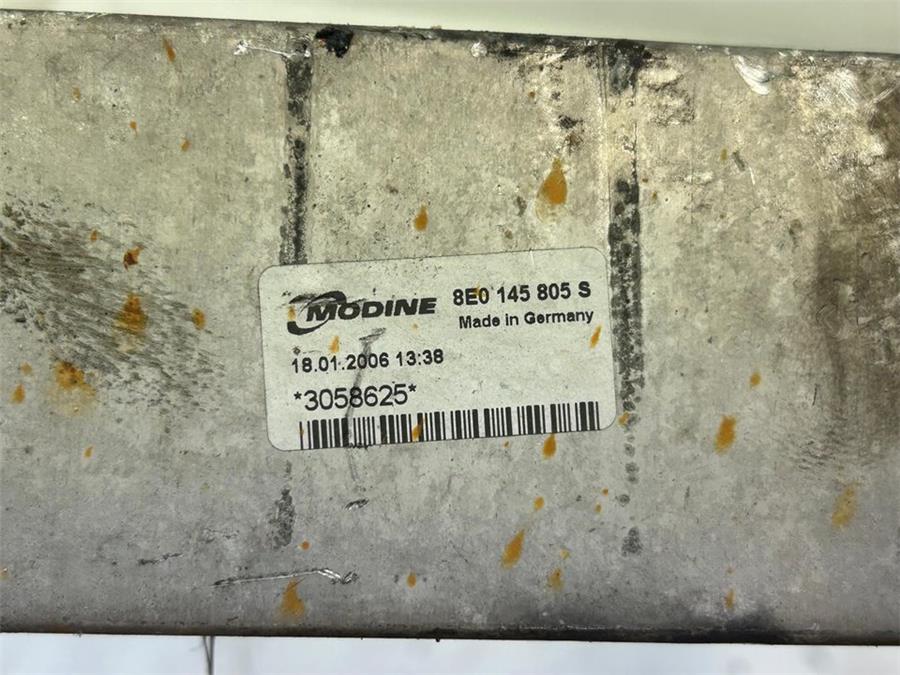 MODINE 8E0 145 805 S
Made in Germany
18.01.2006 13:38
*3058625*